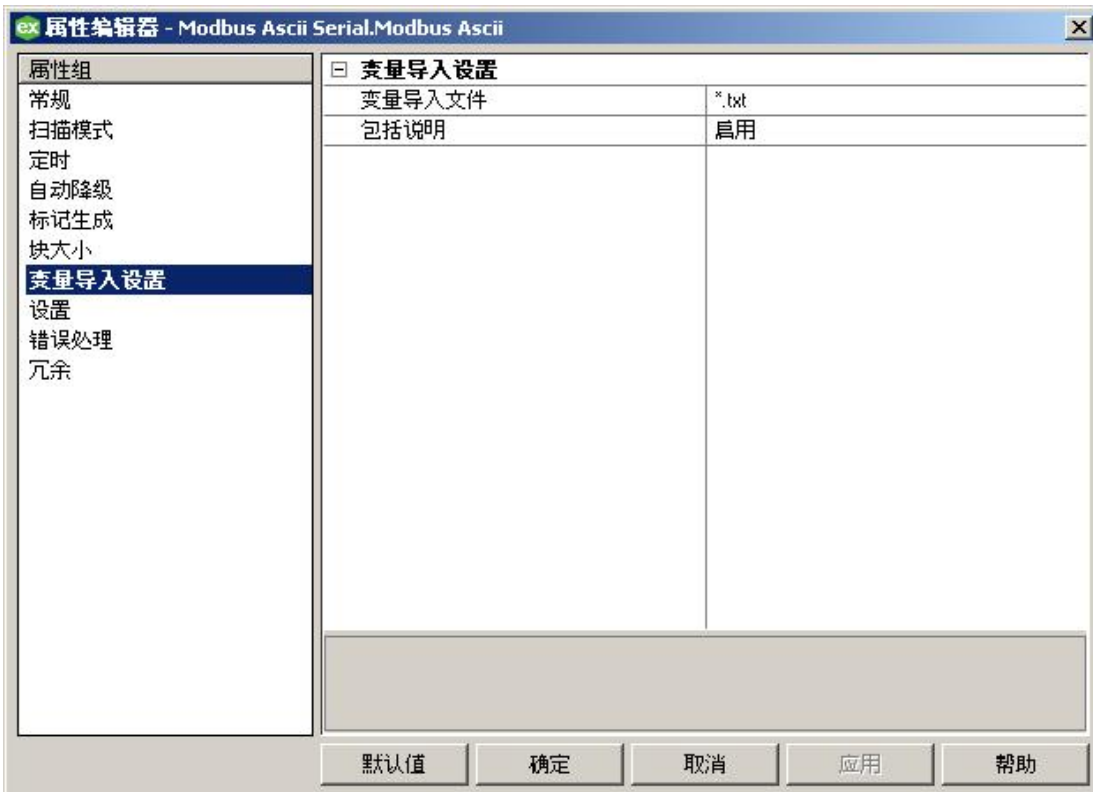 ex 属性编辑器 - Modbus Ascii Serial.Modbus Ascii
属性组
常规
扫描模式
定时
自动降级
标记生成
块大小
变量导入设置
设置
错误处理
冗余
变量导入设置
变量导入文件 *.txt
包括说明 启用
默认值 确定 取消 应用 帮助